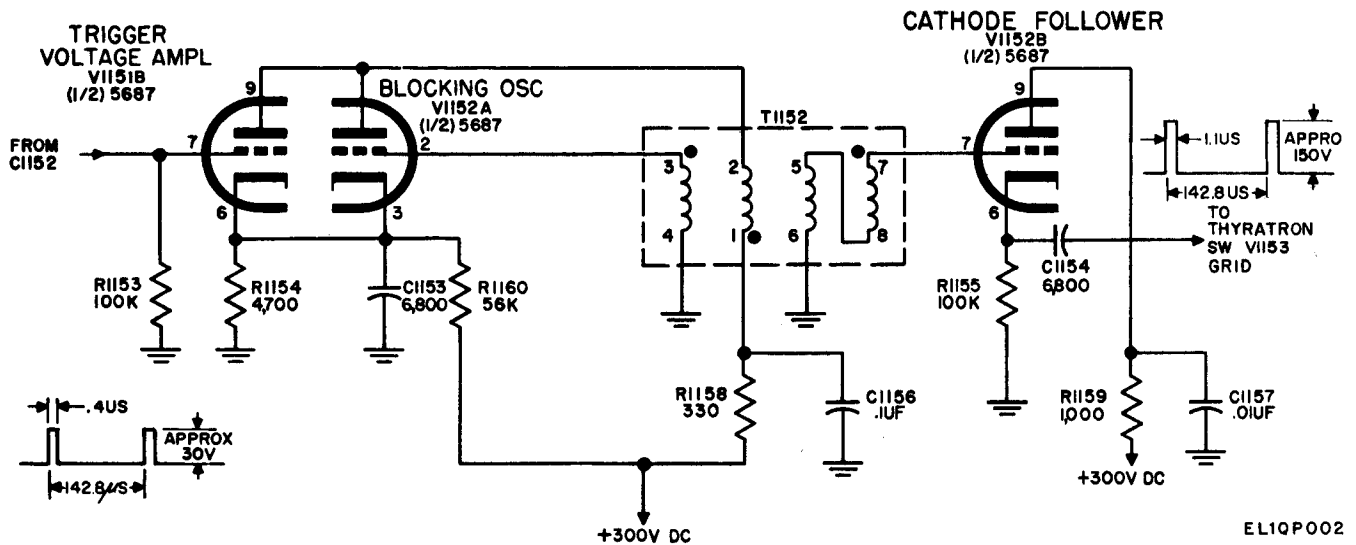 TRIGGER
VOLTAGE AMPL
V1151B
(1/2) 5687
9
7
6
FROM
C1152
BLOCKING OSC
V1152A
(1/2) 5687
2
3
R1153
100K
R1154
4,700
C1153
6,800
R1160
56K
T1152
3
4
2
1
5
6
7
8
R1158
330
C1156
.1UF
+300V DC
CATHODE FOLLOWER
V1152B
(1/2) 5687
9
7
6
R1155
100K
C1154
6,800
R1159
1,000
C1157
.01UF
+300V DC
1.1US
APPRO
150V
142.8US
TO
THYRATRON
SW V1153
GRID
.4US
APPROX
30V
142.8µS
EL1QP002